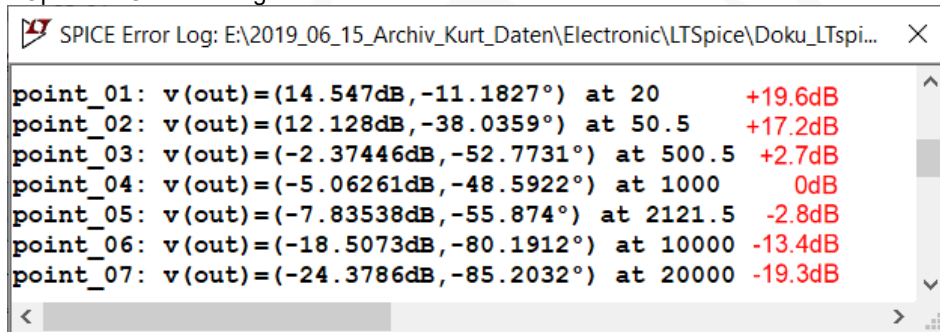 SPICE Error Log: E:\2019_06_15_Archiv_Kurt_Daten\Electronic\LTSpice\Doku_LTspi...
point_01: v(out)=(14.547dB,-11.1827°) at 20 +19.6dB
point_02: v(out)=(12.128dB,-38.0359°) at 50.5 +17.2dB
point_03: v(out)=(-2.37446dB,-52.7731°) at 500.5 +2.7dB
point_04: v(out)=(-5.06261dB,-48.5922°) at 1000 0dB
point_05: v(out)=(-7.83538dB,-55.874°) at 2121.5 -2.8dB
point_06: v(out)=(-18.5073dB,-80.1912°) at 10000 -13.4dB
point_07: v(out)=(-24.3786dB,-85.2032°) at 20000 -19.3dB